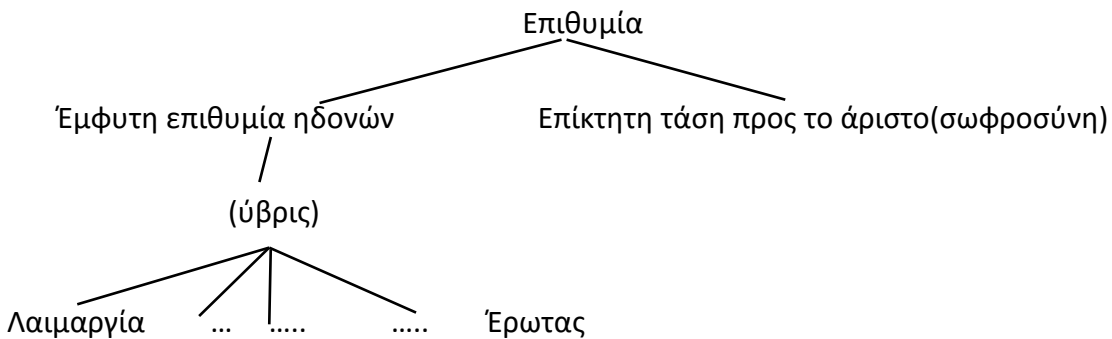 Επιθυμία
Έμφυτη επιθυμία ηδονών Επίκτητη τάση προς το άριστο(σωφροσύνη)
(ύβρις)
Λαιμαργία ... ..... ..... Έρωτας